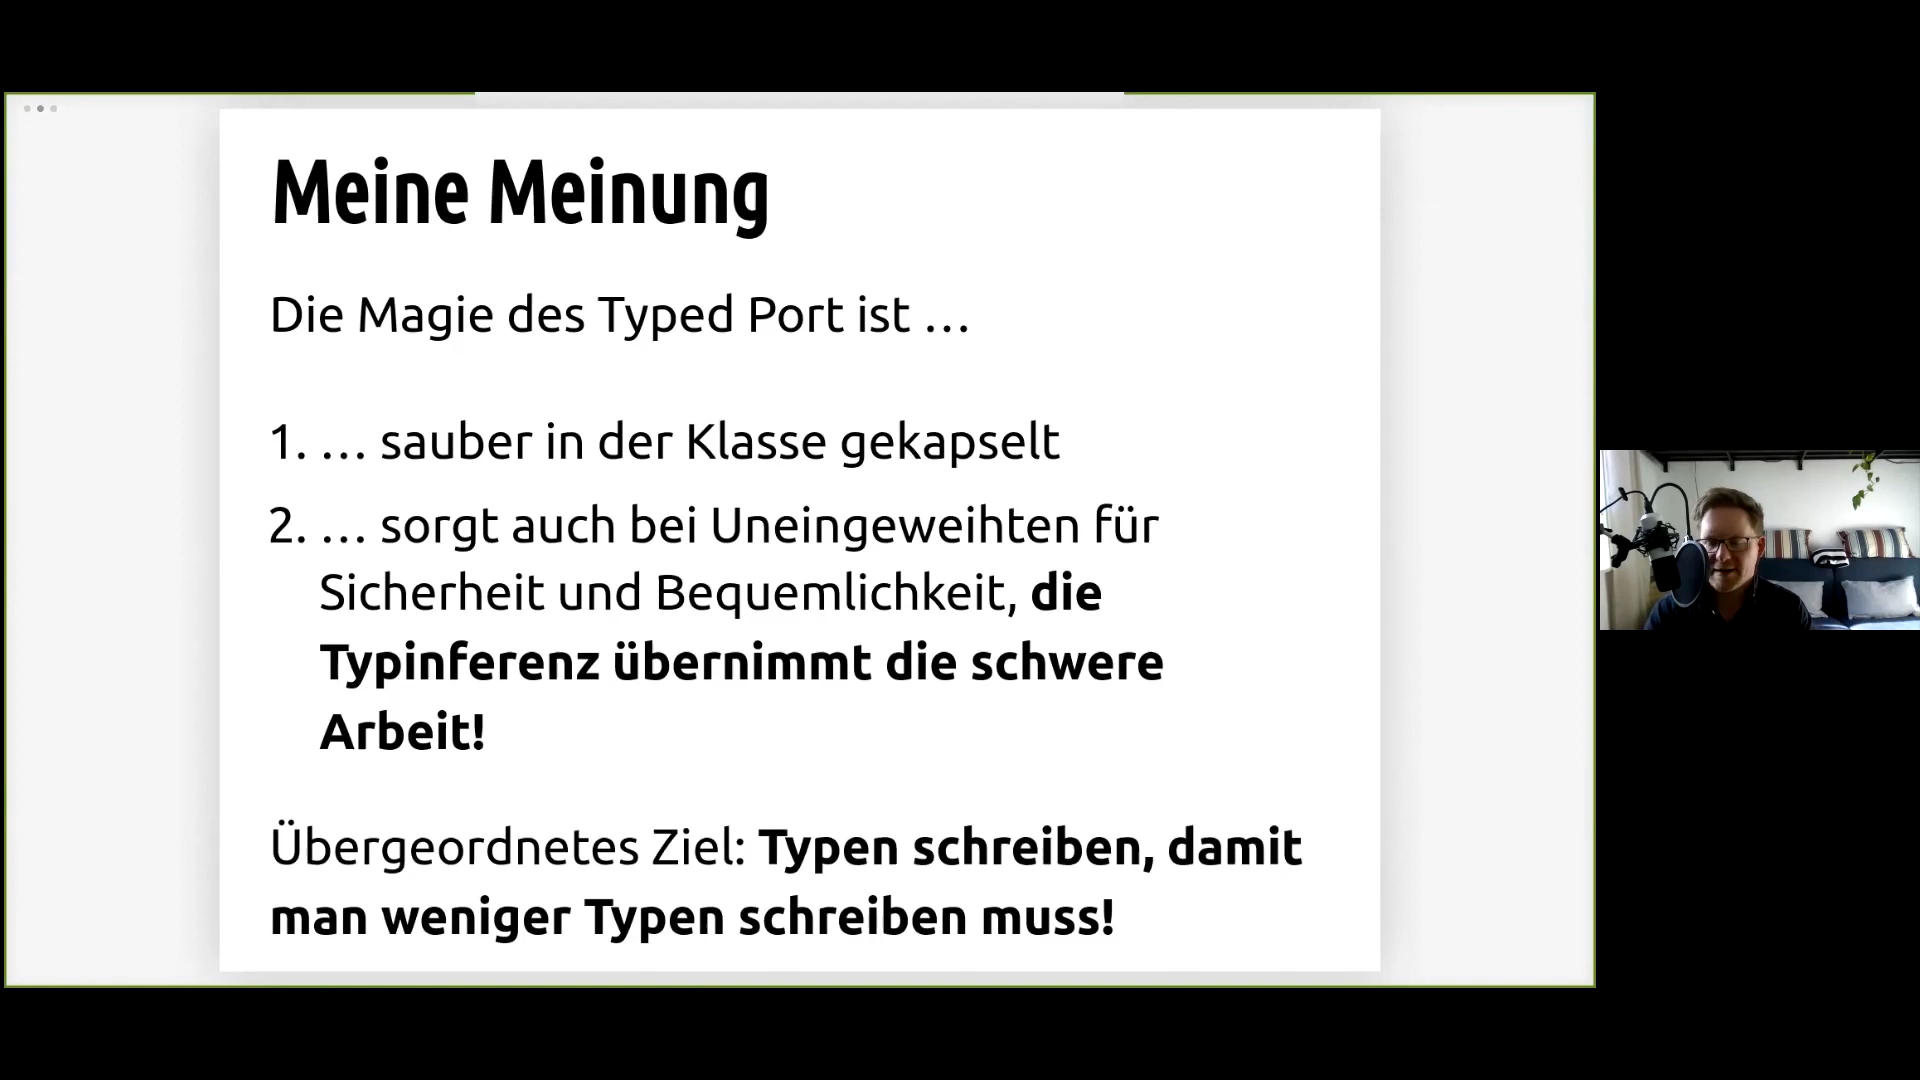 Meine Meinung
Die Magie des Typed Port ist …
1. … sauber in der Klasse gekapselt
2. … sorgt auch bei Uneingeweihten für
Sicherheit und Bequemlichkeit, die
Typinferenz übernimmt die schwere
Arbeit!
Übergeordnetes Ziel: Typen schreiben, damit
man weniger Typen schreiben muss!